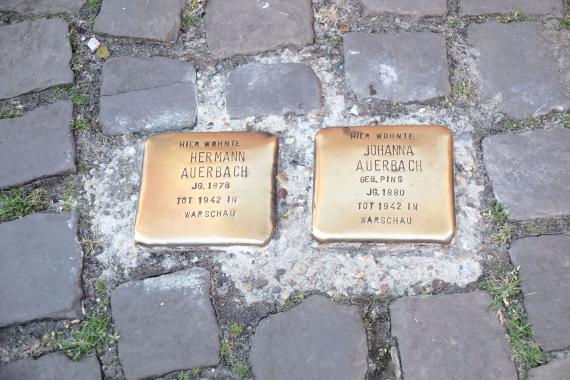 HIER WOHNTE
HERMANN
AUERBACH
JG. 1878
TOT 1942 IN
WARSCHAU
HIER WOHNTE
JOHANNA
AUERBACH
GEB. PINS
JG. 1880
TOT 1942 IN
WARSCHAU